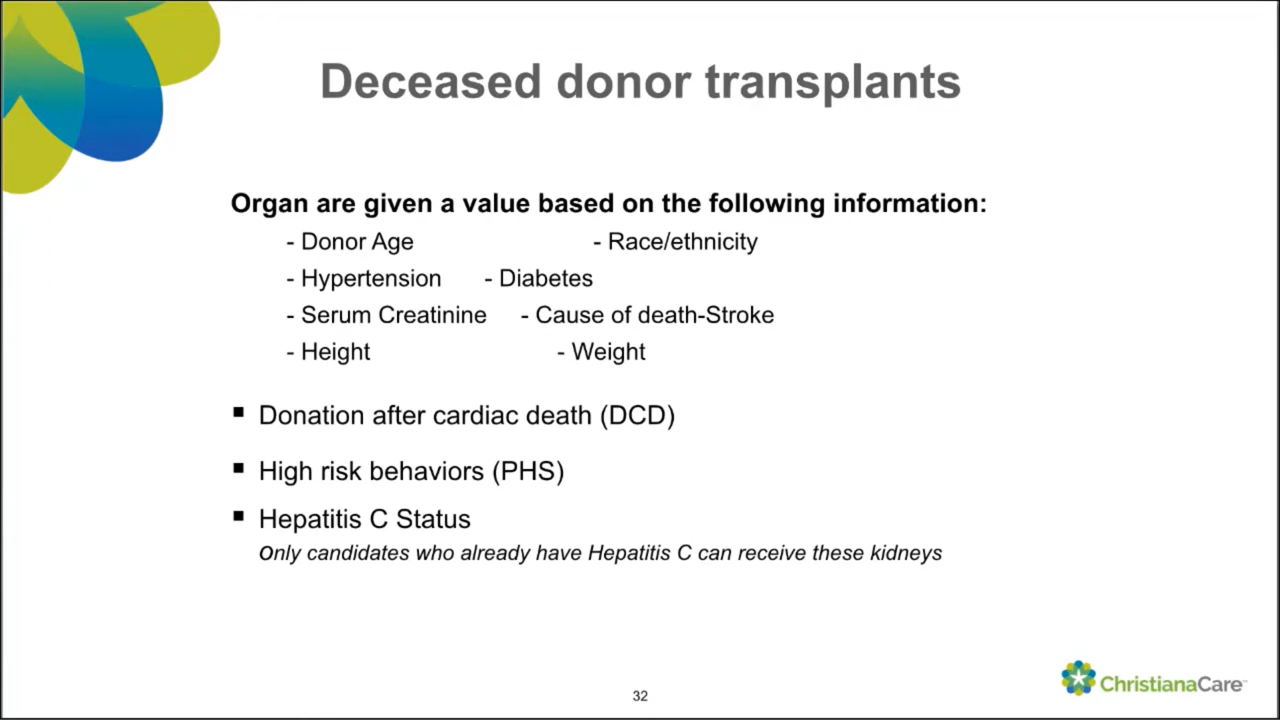 Deceased donor transplants
Organ are given a value based on the following information:
- Donor Age - Race/ethnicity
- Hypertension - Diabetes
- Serum Creatinine - Cause of death-Stroke
- Height - Weight
▪ Donation after cardiac death (DCD)
▪ High risk behaviors (PHS)
▪ Hepatitis C Status
Only candidates who already have Hepatitis C can receive these kidneys
32
ChristianaCare™